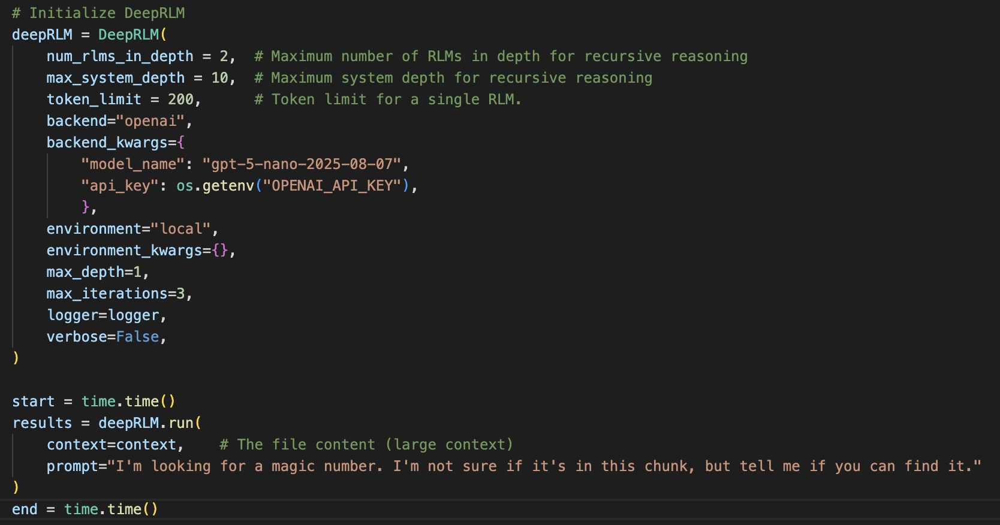 # Initialize DeepRLM
deepRLM = DeepRLM(
    num_rlms_in_depth = 2,  # Maximum number of RLMs in depth for recursive reasoning
    max_system_depth = 10,  # Maximum system depth for recursive reasoning
    token_limit = 200,      # Token limit for a single RLM.
    backend="openai",
    backend_kwargs={
        "model_name": "gpt-5-nano-2025-08-07",
        "api_key": os.getenv("OPENAI_API_KEY"),
        },
    environment="local",
    environment_kwargs={},
    max_depth=1,
    max_iterations=3,
    logger=logger,
    verbose=False,
)

start = time.time()
results = deepRLM.run(
    context=context,    # The file content (large context)
    prompt="I'm looking for a magic number. I'm not sure if it's in this chunk, but tell me if you can find it."
)
end = time.time()